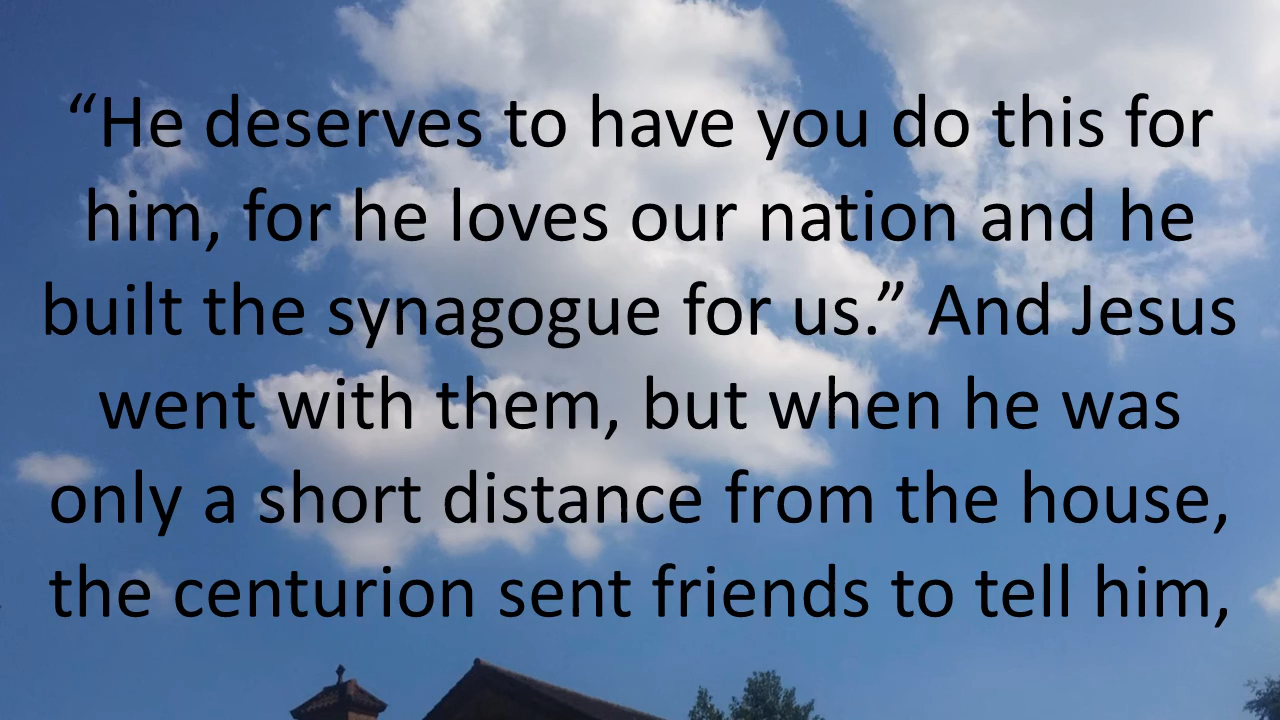 “He deserves to have you do this for
him, for he loves our nation and he
built the synagogue for us.” And Jesus
went with them, but when he was
only a short distance from the house,
the centurion sent friends to tell him,